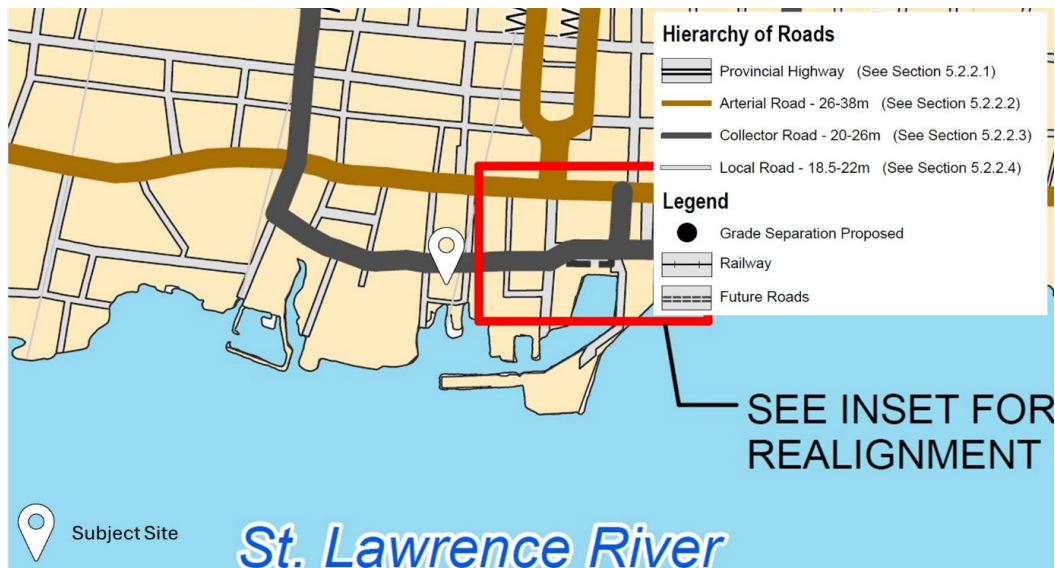 Hierarchy of Roads
Provincial Highway (See Section 5.2.2.1)
Arterial Road - 26-38m (See Section 5.2.2.2)
Collector Road - 20-26m (See Section 5.2.2.3)
Local Road - 18.5-22m (See Section 5.2.2.4)
Legend
Grade Separation Proposed
Railway
Future Roads
SEE INSET FOR
REALIGNMENT
Subject Site
St. Lawrence River